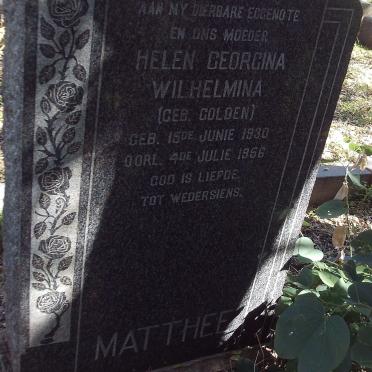 AAN MY DIERBARE EGGENOTE
EN ONS MOEDER
HELEN GEORGINA
WILHELMINA
(GEB. GOLDEN)
GEB. 15DE JUNIE 1930
OORL. 4DE JULIE 1956
GOD IS LIEFDE,
TOT WEDERSIENS.
MATTHEE